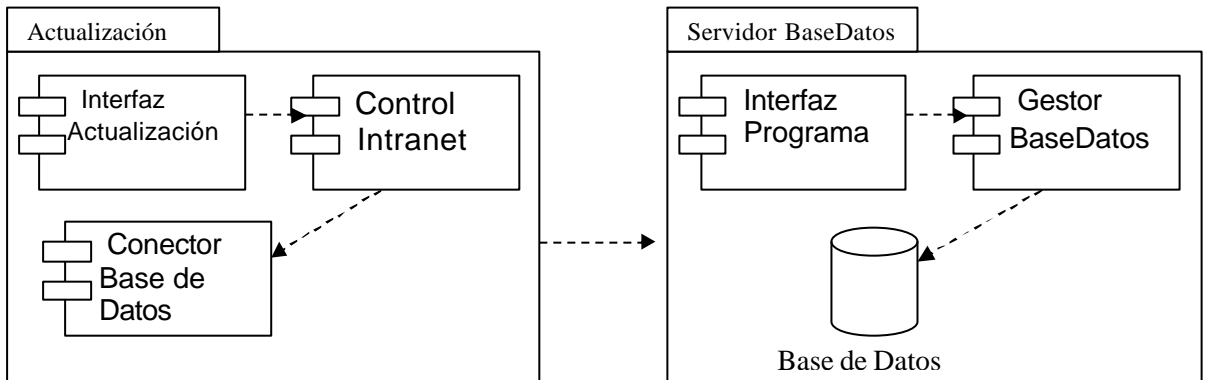 Actualización
Interfaz
Actualización
Control
Intranet
Conector
Base de
Datos
Servidor BaseDatos
Interfaz
Programa
Gestor
BaseDatos
Base de Datos